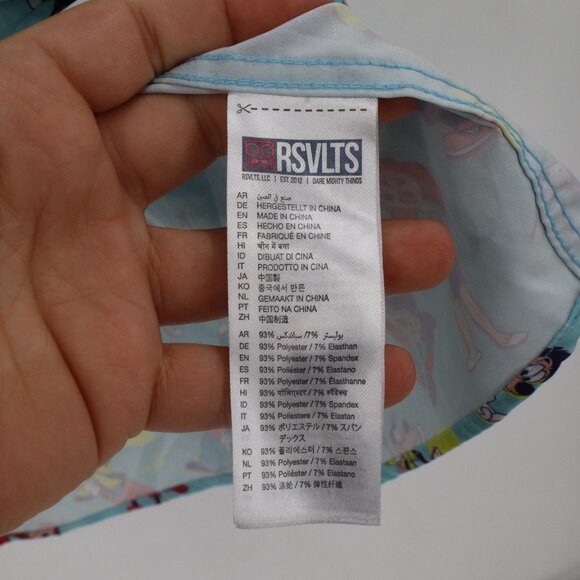 RSVLTS
RSVLTS, LLC | EST. 2012 | BARE MIGHTY THINGS
AR صنع في الصين
DE HERGESTELLT IN CHINA
EN MADE IN CHINA
ES HECHO EN CHINA
FR FABRIQUÉ EN CHINE
HI चीन में बना
ID DIBUAT DI CINA
IT PRODOTTO IN CINA
JA 中国製
KO 중국에서 만든
NL GEMAAKT IN CHINA
PT FEITO NA CHINA
ZH 中国制造
AR 93% بوليستر /7% سباندكس
DE 93% Polyester / 7% Elasthan
EN 93% Polyester / 7% Spandex
ES 93% Poliéster / 7% Elastano
FR 93% Polyester / 7% Élasthanne
HI 93% पॉलिएस्टर / 7% स्पैन्डेक्स
ID 93% Polyester / 7% Spandex
IT 93% Poliestere / 7% Elastan
JA 93% ポリエステル / 7% スパン
デックス
KO 93% 폴리에스터 / 7% 스판스
NL 93% Polyester / 7% Elastaan
PT 93% Poliéster / 7% Elastano
ZH 93% 涤纶 / 7% 弹性纤维